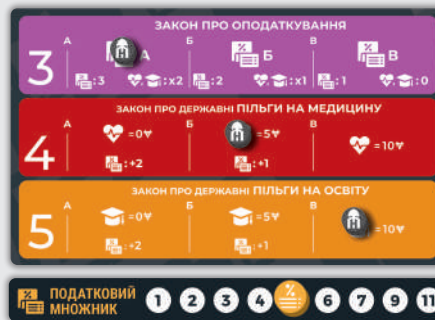 ЗАКОН ПРО ОПОДАТКУВАННЯ
3 А А Б Б В В
:3 :x2 :2 :x1 :1 :0
ЗАКОН ПРО ДЕРЖАВНІ ПІЛЬГИ НА МЕДИЦИНУ
4 А =0₩ Б Н =5₩ В =10₩
:+2 :+1
ЗАКОН ПРО ДЕРЖАВНІ ПІЛЬГИ НА ОСВІТУ
5 А =0₩ Б =5₩ В Н =10₩
:+2 :+1
% ПОДАТКОВИЙ МНОЖНИК 1 2 3 4 % 6 7 9 11